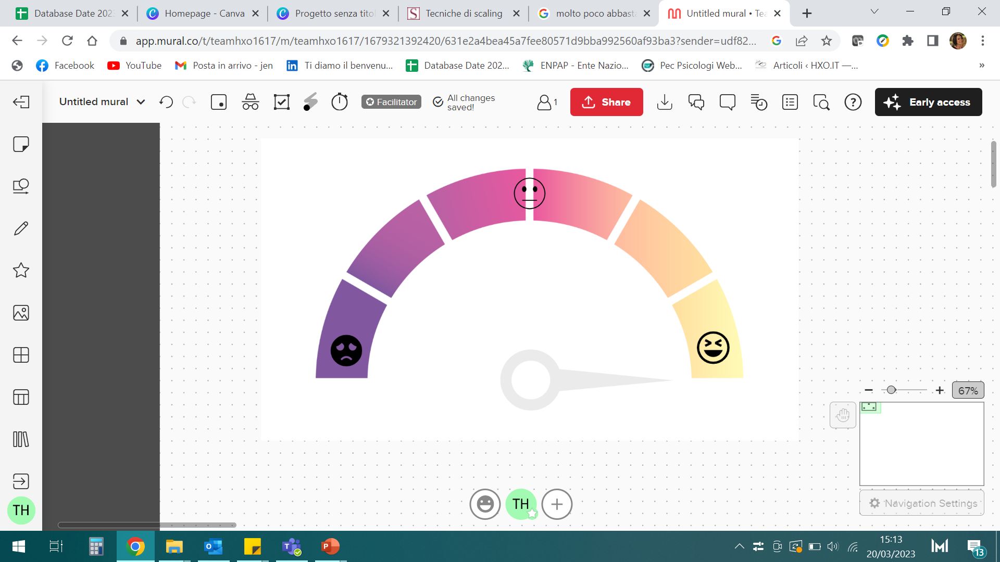 Database Date 202
Homepage - Canva
Progetto senza titol
Tecniche di scaling
molto poco abbasta
Untitled mural • Tea
app.mural.co/t/teamhxo1617/m/teamhxo1617/1679321392420/631e2a4bea45a7fee80571d9bba992560af93ba3?sender=udf82...
Facebook
YouTube
Posta in arrivo - jen
Ti diamo il benvenu...
Database Date 202...
ENPAP - Ente Nazio...
Pec Psicologi Web...
Articoli ‹ HXO.IT —...
»
Untitled mural
Facilitator
All changes
saved!
1
Share
?
Early access
67%
Navigation Settings
TH
TH
15:13
20/03/2023
13